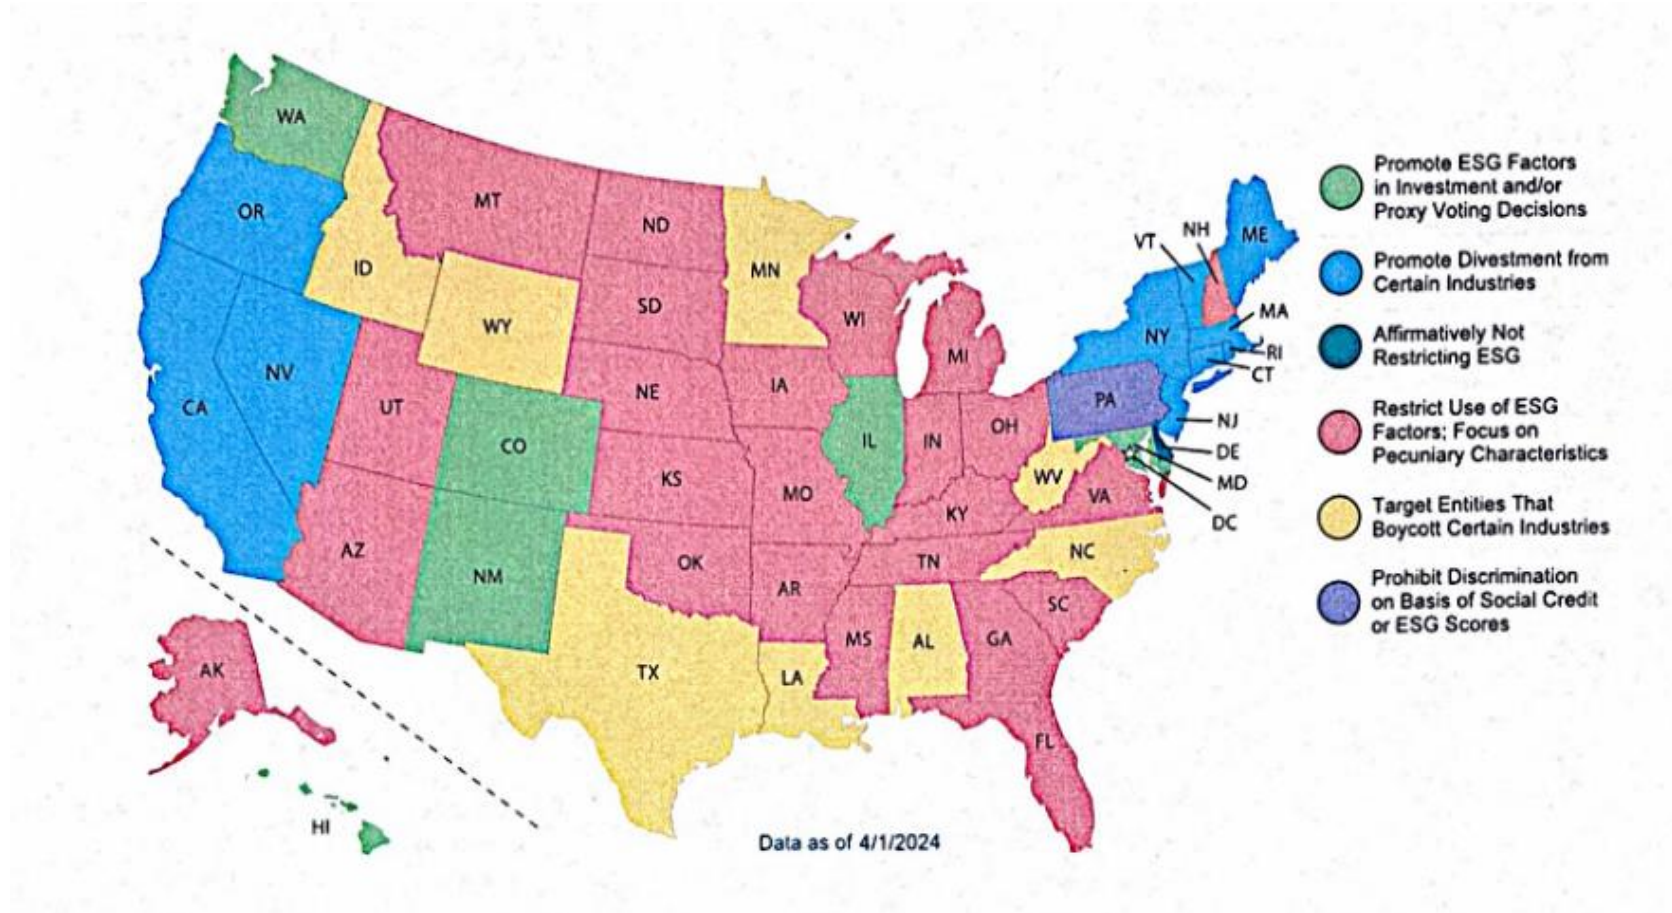 WA
OR
CA
NV
ID
MT
WY
UT
AZ
CO
NM
ND
SD
NE
KS
OK
TX
MN
IA
MO
AR
LA
WI
IL
MI
IN
OH
KY
TN
MS
AL
GA
FL
SC
NC
VA
WV
PA
NY
VT
NH
ME
MA
RI
CT
NJ
DE
MD
DC
AK
HI
Promote ESG Factors
in Investment and/or
Proxy Voting Decisions
Promote Divestment from
Certain Industries
Affirmatively Not
Restricting ESG
Restrict Use of ESG
Factors; Focus on
Pecuniary Characteristics
Target Entities That
Boycott Certain Industries
Prohibit Discrimination
on Basis of Social Credit
or ESG Scores
Data as of 4/1/2024